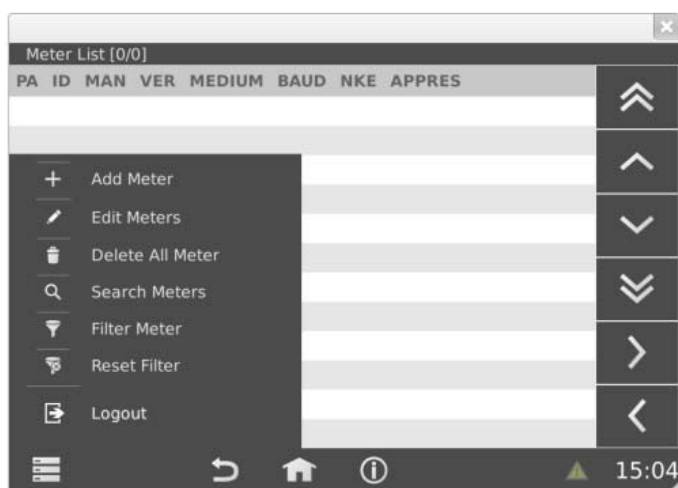 Meter List [0/0]
PA ID MAN VER MEDIUM BAUD NKE APPRES
Add Meter
Edit Meters
Delete All Meter
Search Meters
Filter Meter
Reset Filter
Logout
15:04